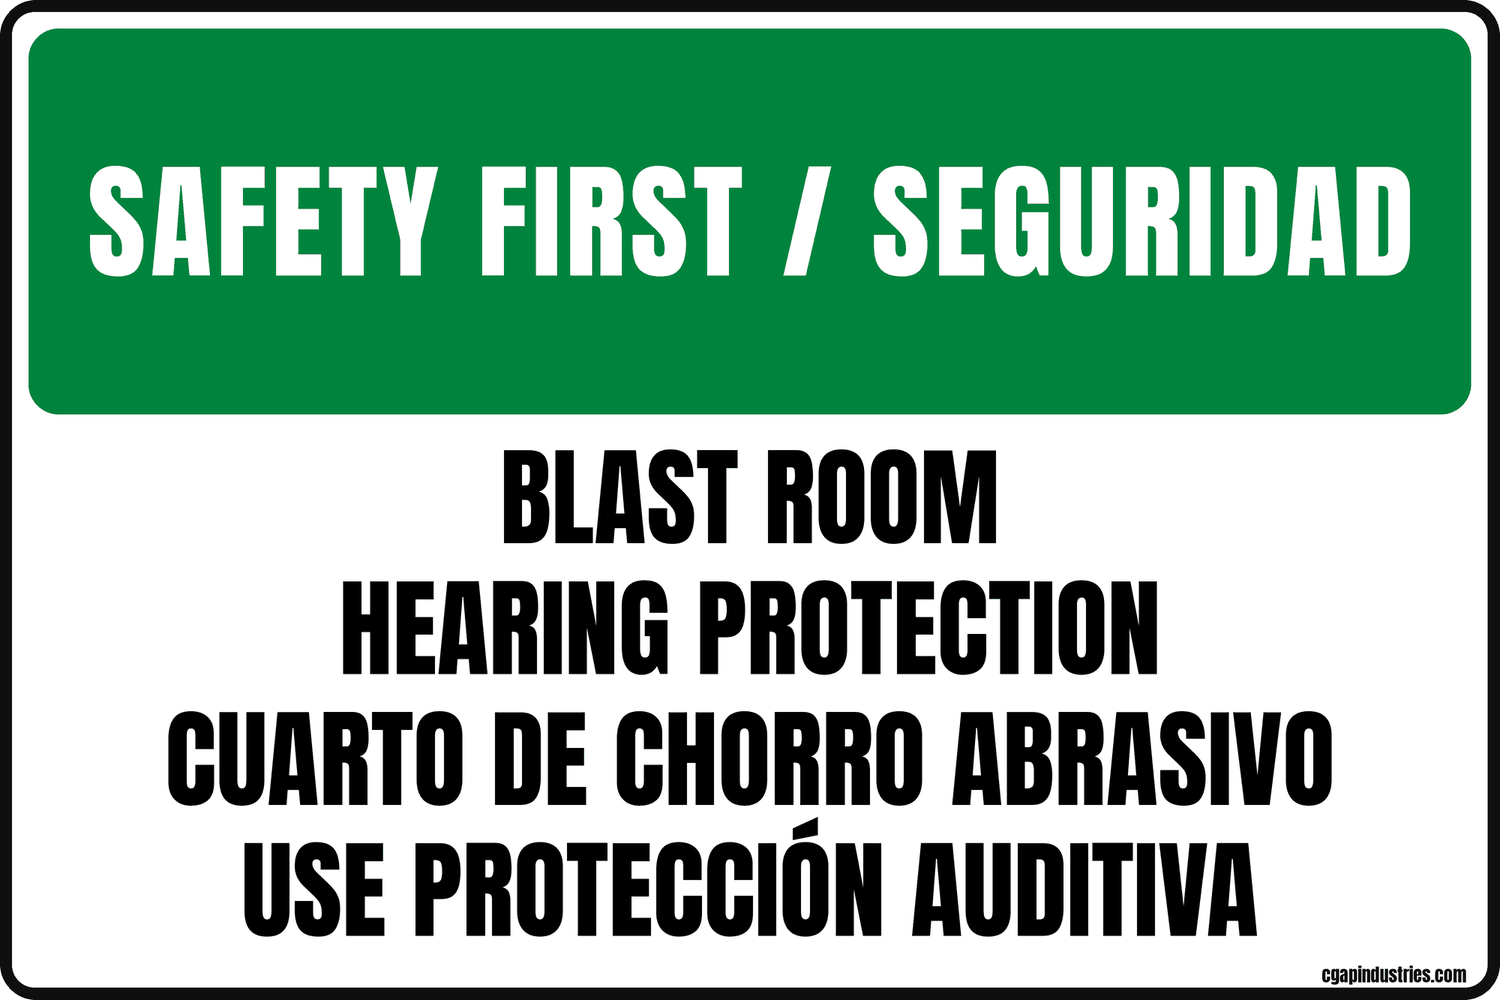 SAFETY FIRST / SEGURIDAD
BLAST ROOM
HEARING PROTECTION
CUARTO DE CHORRO ABRASIVO
USE PROTECCIÓN AUDITIVA
cgapindustries.com